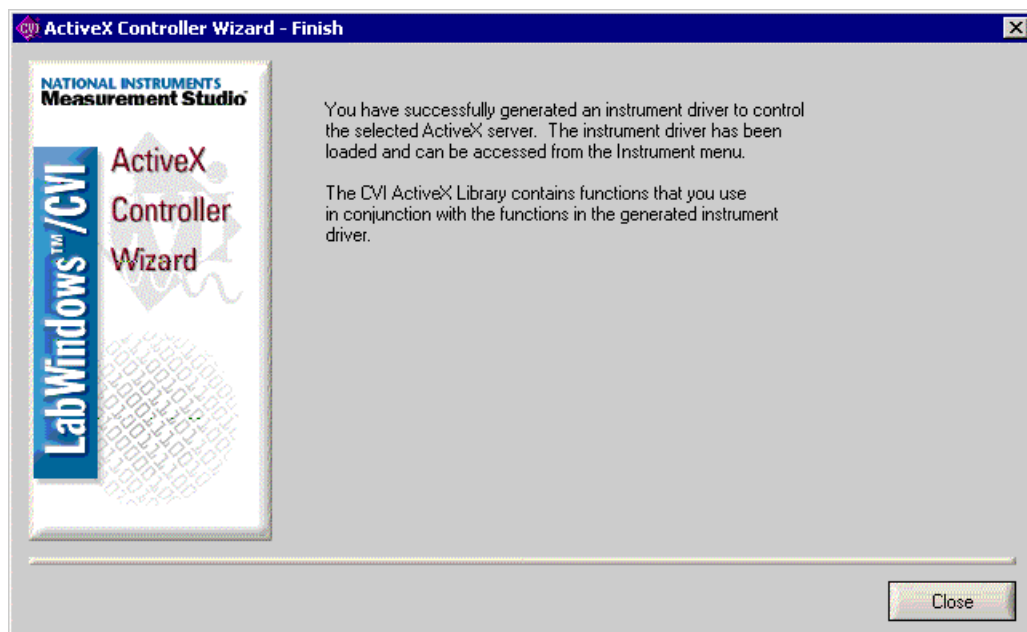 CVI ActiveX Controller Wizard - Finish
NATIONAL INSTRUMENTS
Measurement Studio
LabWindows™/CVI
ActiveX
Controller
Wizard
You have successfully generated an instrument driver to control
the selected ActiveX server. The instrument driver has been
loaded and can be accessed from the Instrument menu.
The CVI ActiveX Library contains functions that you use
in conjunction with the functions in the generated instrument
driver.
Close